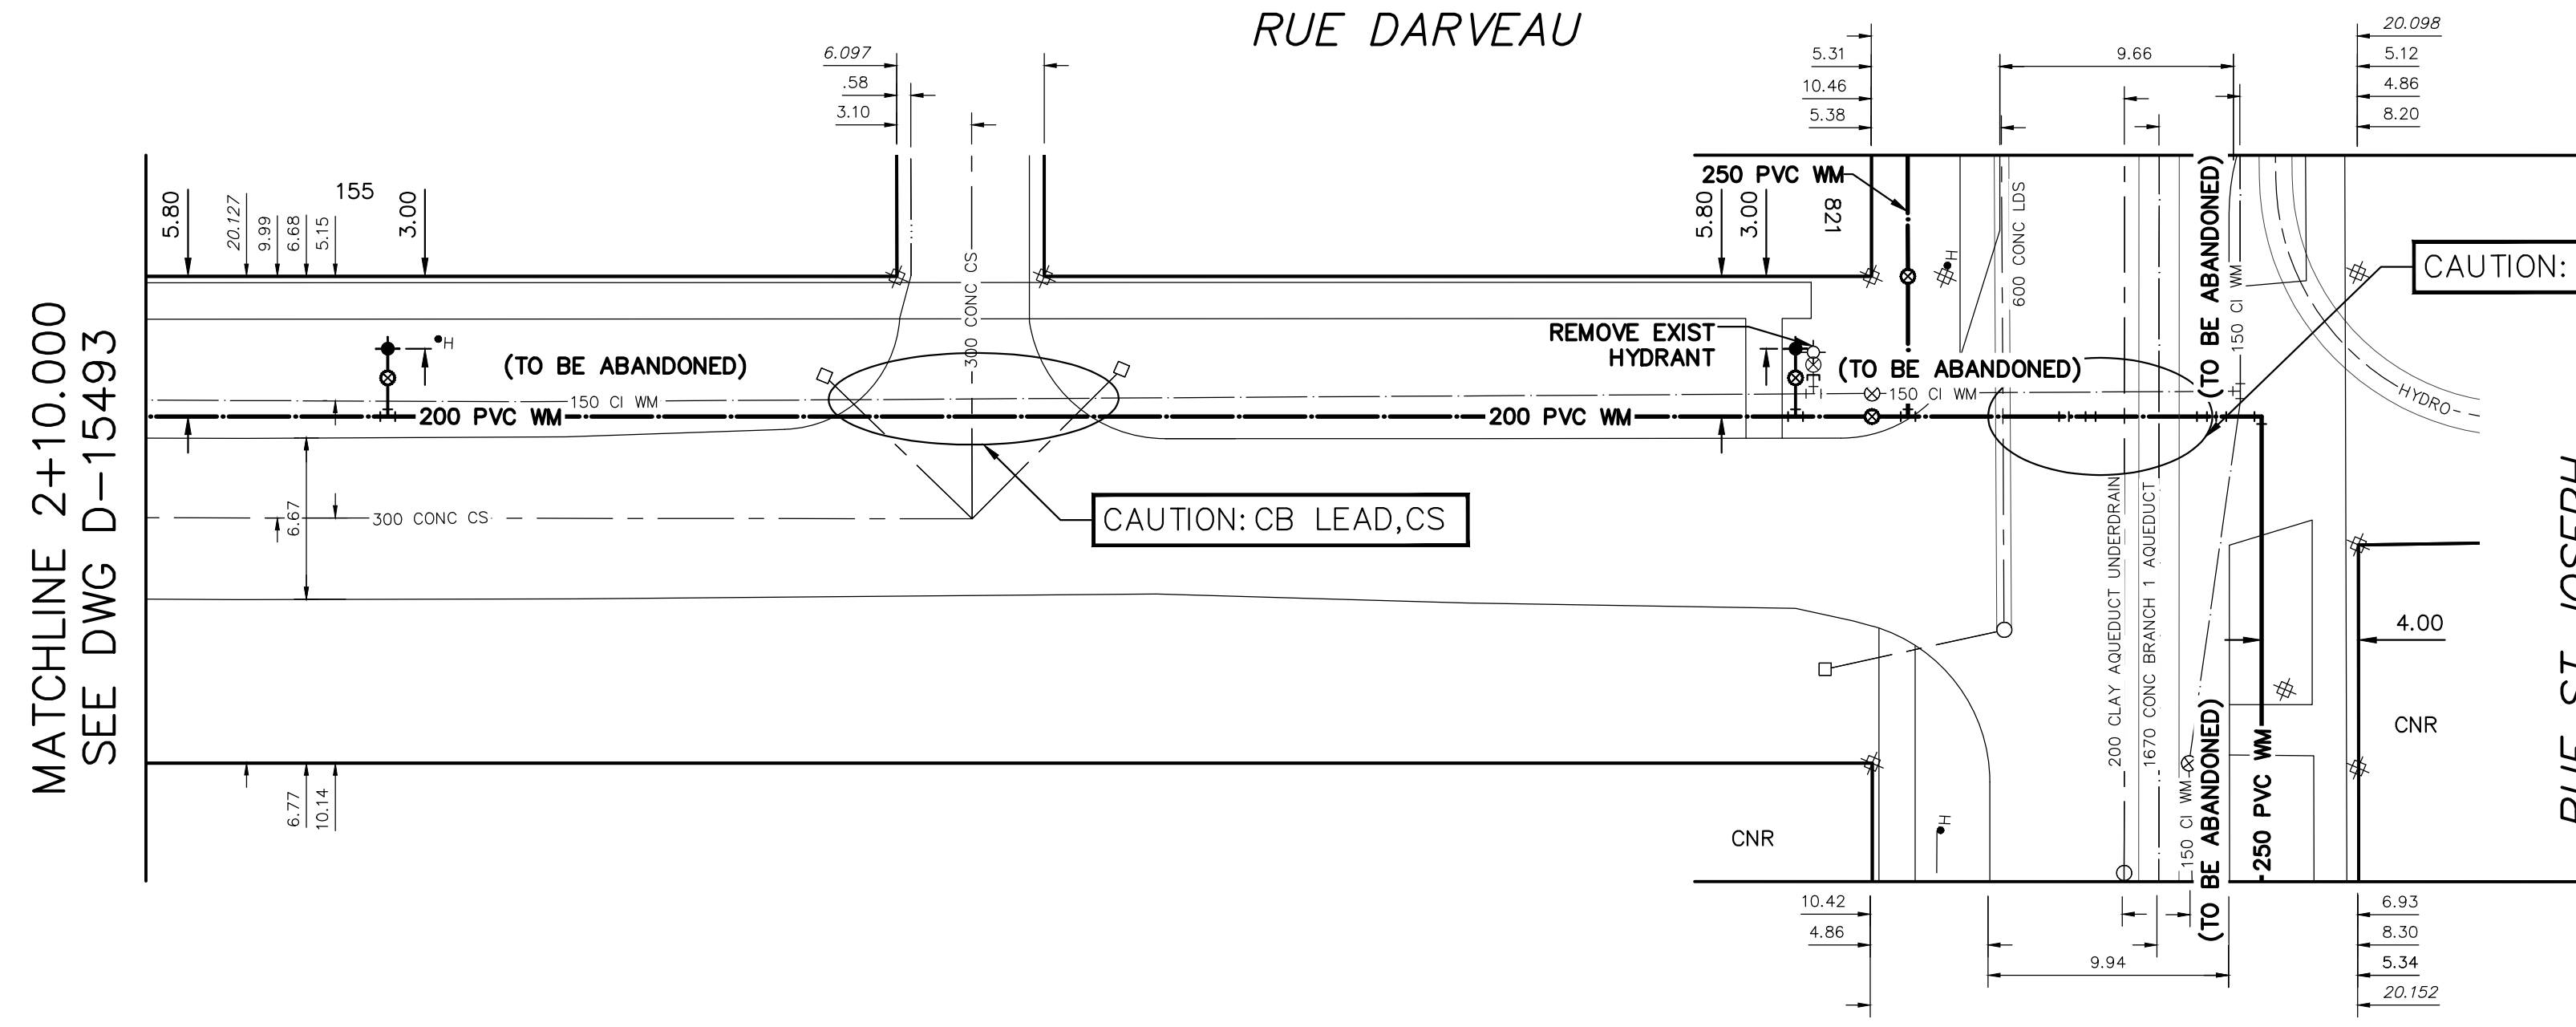 RUE DARVEAU
6.097
.58
3.10
5.31
10.46
5.38
9.66
20.098
5.12
4.86
8.20
MATCHLINE 2+10.000
SEE DWG D-15493
5.80
20.127
9.99
6.68
5.15
155
3.00
300 CONC CS
250 PVC WM
5.80
3.00
821
H
600 CONC LDS
(TO BE ABANDONED)
150 CI WM
CAUTION:
H
(TO BE ABANDONED)
REMOVE EXIST
HYDRANT
(TO BE ABANDONED)
150 CI WM
200 PVC WM
200 PVC WM
150 CI WM
HYDRO
6.67
300 CONC CS
CAUTION: CB LEAD,CS
200 CLAY AQUEDUCT UNDERDRAIN
1670 CONC BRANCH 1 AQUEDUCT
4.00
CNR
RUE ST JOSEPH
6.77
10.14
CNR
H
150 CI WM
(TO BE ABANDONED)
250 PVC WM
10.42
4.86
9.94
6.93
8.30
5.34
20.152